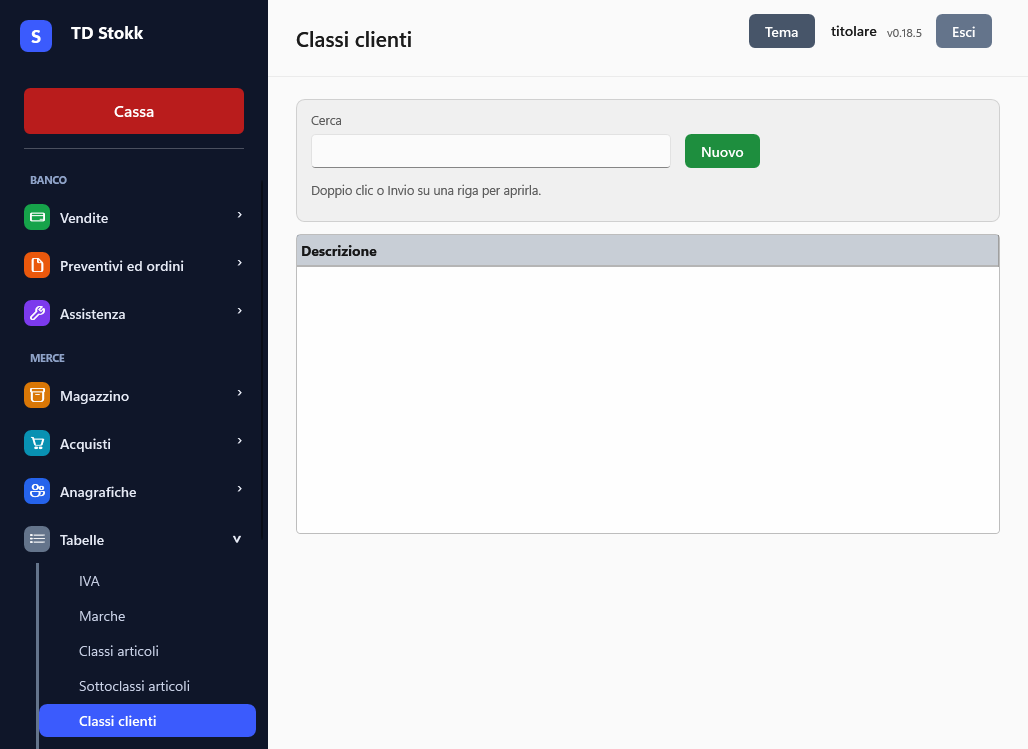 S
TD Stokk
Cassa
BANCO
Vendite
Preventivi ed ordini
Assistenza
MERCE
Magazzino
Acquisti
Anagrafiche
Tabelle
IVA
Marche
Classi articoli
Sottoclassi articoli
Classi clienti
Classi clienti
Tema
titolare
v0.18.5
Esci
Cerca
Nuovo
Doppio clic o Invio su una riga per aprirla.
Descrizione